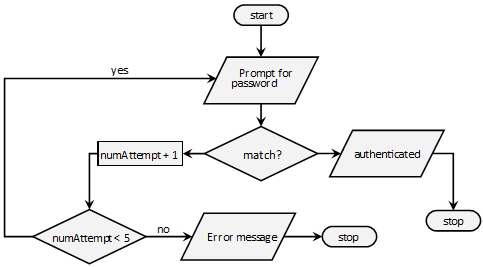 start
yes
Prompt for
password
numAttempt + 1
match?
authenticated
stop
numAttempt < 5
no
Error message
stop